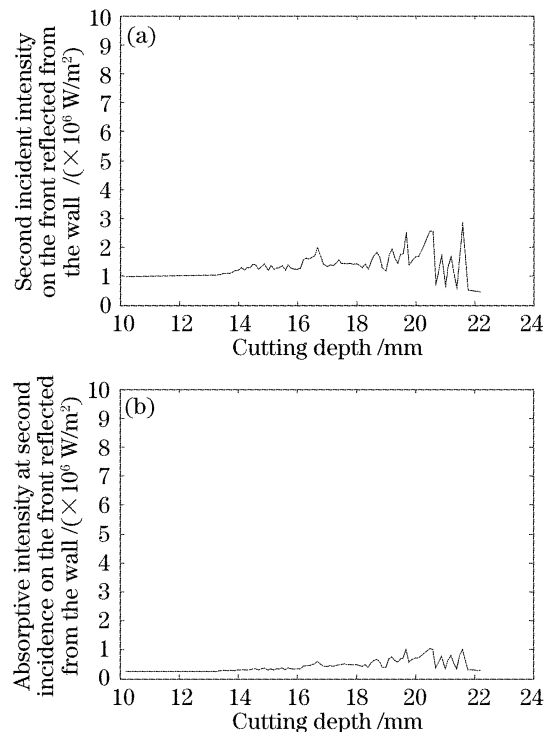 (a)
Second incident intensity
on the front reflected from
the wall /(×10⁶ W/m²)
10
9
8
7
6
5
4
3
2
1
0
10 12 14 16 18 20 22 24
Cutting depth /mm
(b)
Absorptive intensity at second
incidence on the front reflected
from the wall /(×10⁶ W/m²)
10
9
8
7
6
5
4
3
2
1
0
10 12 14 16 18 20 22 24
Cutting depth /mm